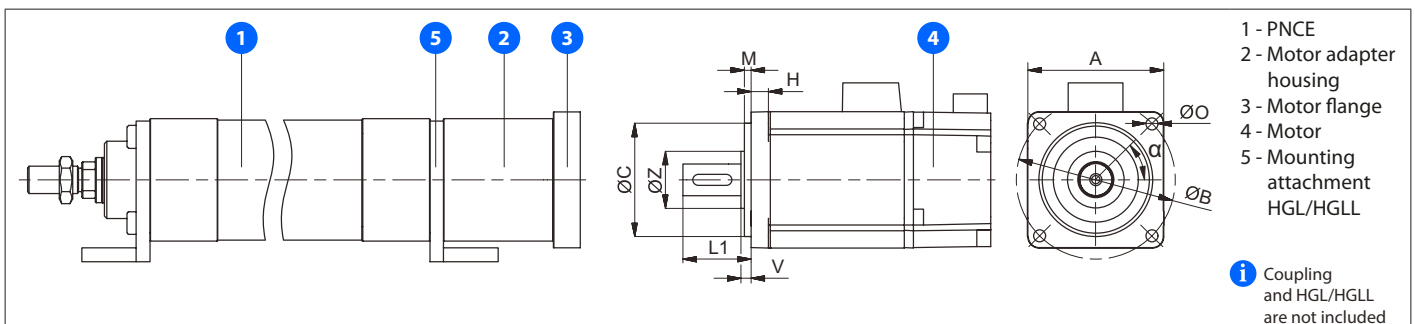 1
5
2
3
4
M
H
ØC
ØZ
L1
V
A
ØO
α
ØB
1 - PNCE
2 - Motor adapter
housing
3 - Motor flange
4 - Motor
5 - Mounting
attachment
HGL/HGLL
i Coupling
and HGL/HGLL
are not included